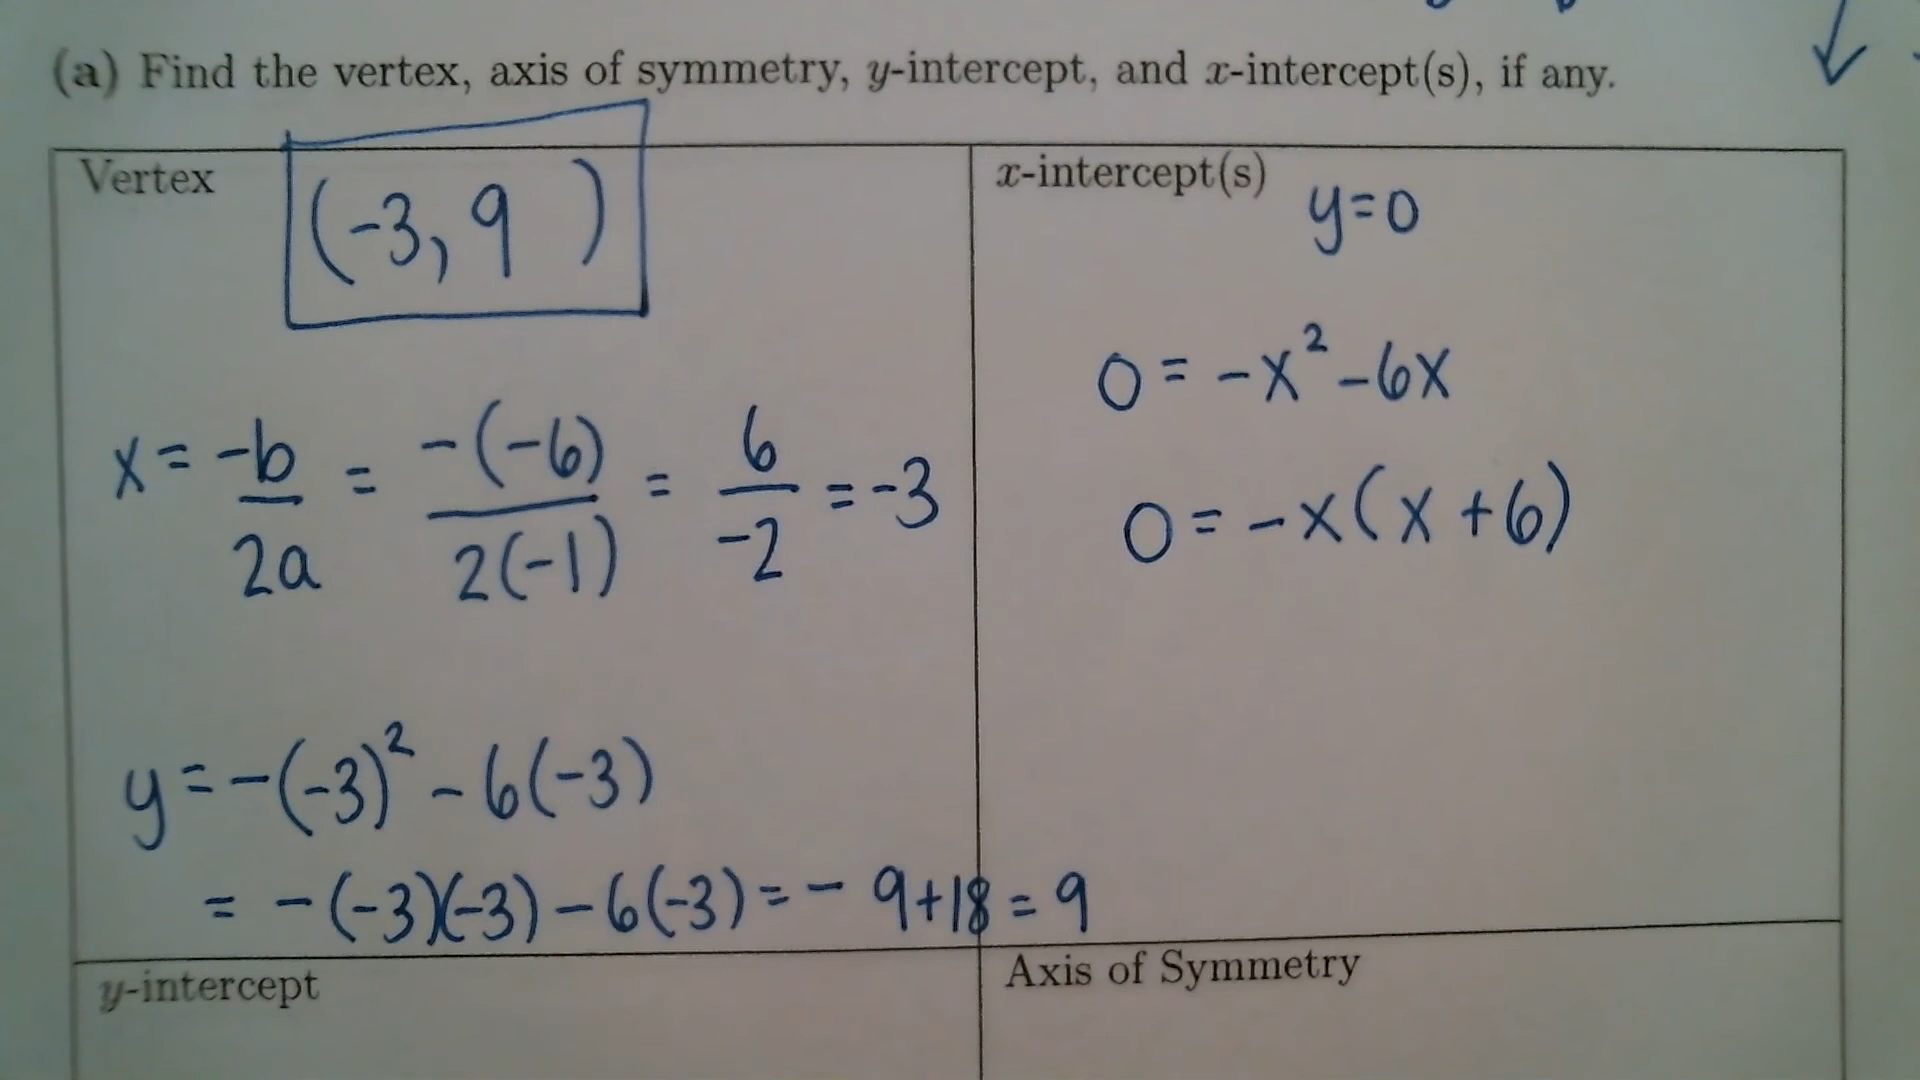 (a) Find the vertex, axis of symmetry, y-intercept, and x-intercept(s), if any.
Vertex
(-3, 9 )
x = -b/2a = -(-6)/2(-1) = 6/-2 = -3
y = -(-3)² - 6(-3)
= -(-3)(-3) - 6(-3) = - 9+18 = 9
x-intercept(s)
y=0
0 = -x² - 6x
0 = -x(x+6)
y-intercept
Axis of Symmetry